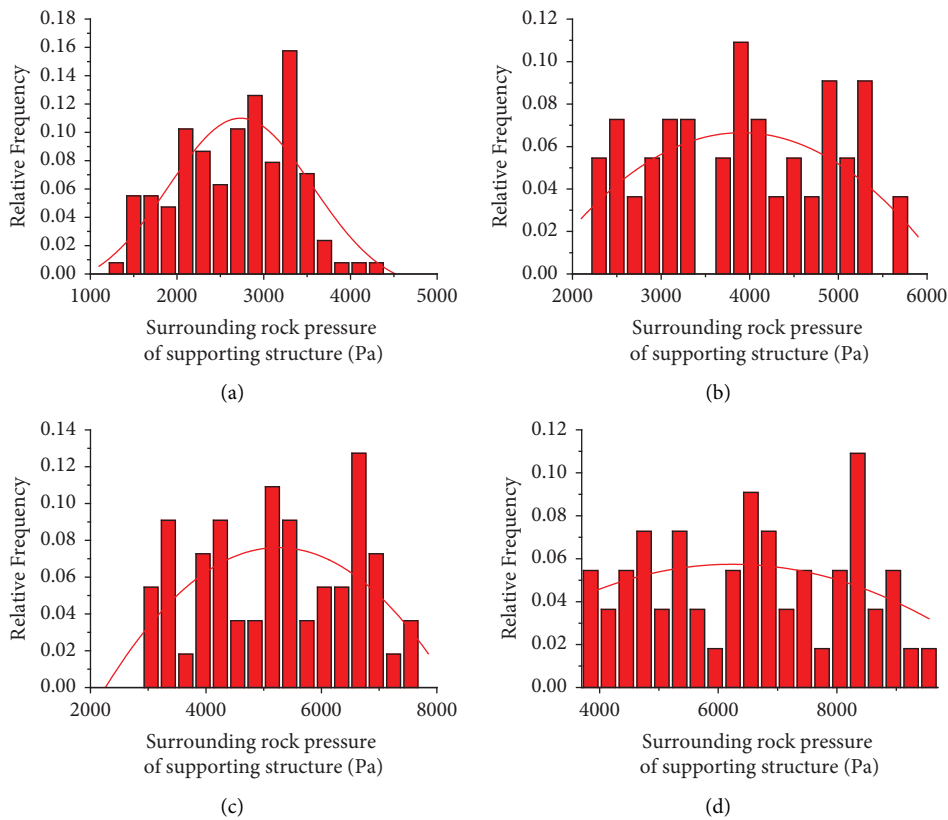 0.18
0.16
0.14
0.12
0.10
0.08
0.06
0.04
0.02
0.00
Relative Frequency
1000 2000 3000 4000 5000
Surrounding rock pressure
of supporting structure (Pa)
(a)
0.12
0.10
0.08
0.06
0.04
0.02
0.00
Relative Frequency
2000 3000 4000 5000 6000
Surrounding rock pressure
of supporting structure (Pa)
(b)
0.14
0.12
0.10
0.08
0.06
0.04
0.02
0.00
Relative Frequency
2000 4000 6000 8000
Surrounding rock pressure
of supporting structure (Pa)
(c)
0.12
0.10
0.08
0.06
0.04
0.02
0.00
Relative Frequency
4000 6000 8000
Surrounding rock pressure
of supporting structure (Pa)
(d)